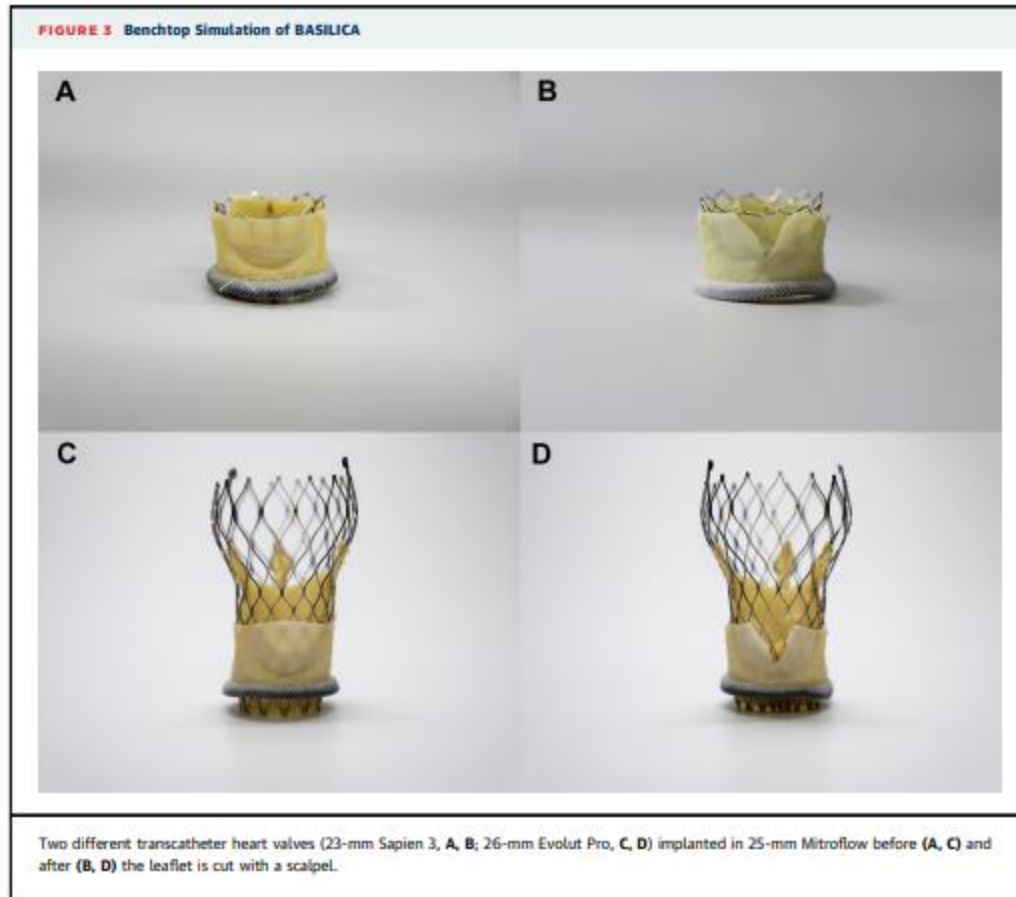 FIGURE 3 Benchtop Simulation of BASILICA
A
B
C
D
Two different transcatheter heart valves (23-mm Sapien 3, A, B; 26-mm Evolut Pro, C, D) implanted in 25-mm Mitroflow before (A, C) and
after (B, D) the leaflet is cut with a scalpel.